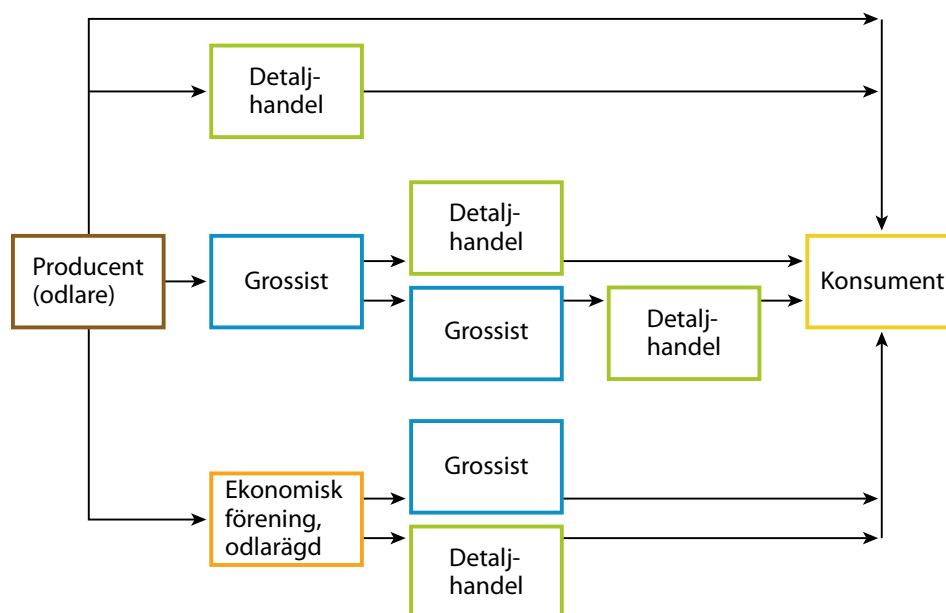 Detalj-
handel
Detalj-
handel
Producent
(odlare)
Grossist
Konsument
Grossist
Detalj-
handel
Grossist
Ekonomisk
förening,
odlarägd
Detalj-
handel